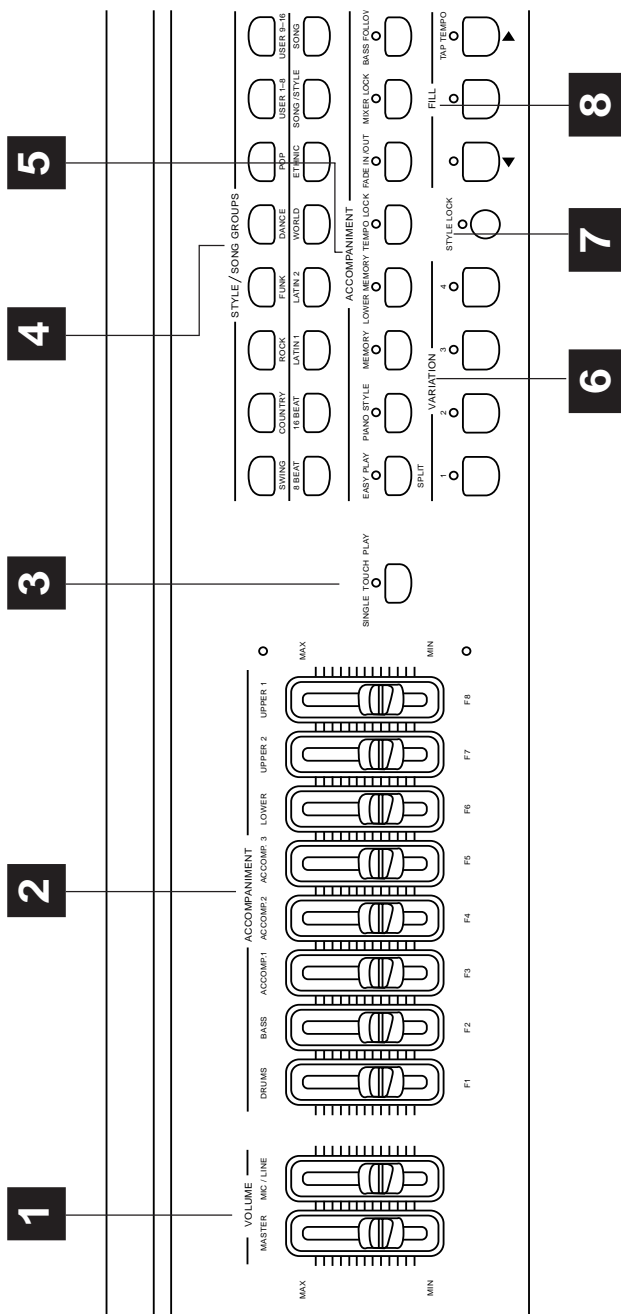 1 2 3 4 5
VOLUME
MASTER MIC / LINE
MAX
MIN
ACCOMPANIMENT
DRUMS BASS ACCOMP.1 ACCOMP.2 ACCOMP. 3 LOWER UPPER 2 UPPER 1
MAX
MIN
F1 F2 F3 F4 F5 F6 F7 F8
SINGLE TOUCH PLAY
STYLE / SONG GROUPS
SWING COUNTRY ROCK FUNK DANCE POP USER 1–8 USER 9–16
8 BEAT 16 BEAT LATIN 1 LATIN 2 WORLD ETHNIC SONG /STYLE SONG
ACCOMPANIMENT
EASY PLAY PIANO STYLE MEMORY LOWER MEMORY TEMPO LOCK FADE IN /OUT MIXER LOCK BASS FOLLOV
SPLIT
VARIATION
FILL
1 2 3 4 STYLE LOCK TAP TEMPO
6 7 8